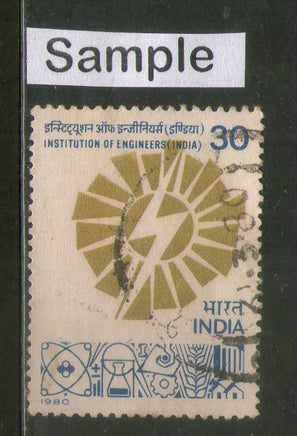 Sample
इन्स्टिट्यूशन ऑफ इन्जीनियर्स (इण्डिया)
30
INSTITUTION OF ENGINEERS (INDIA)
भारत
INDIA
1980